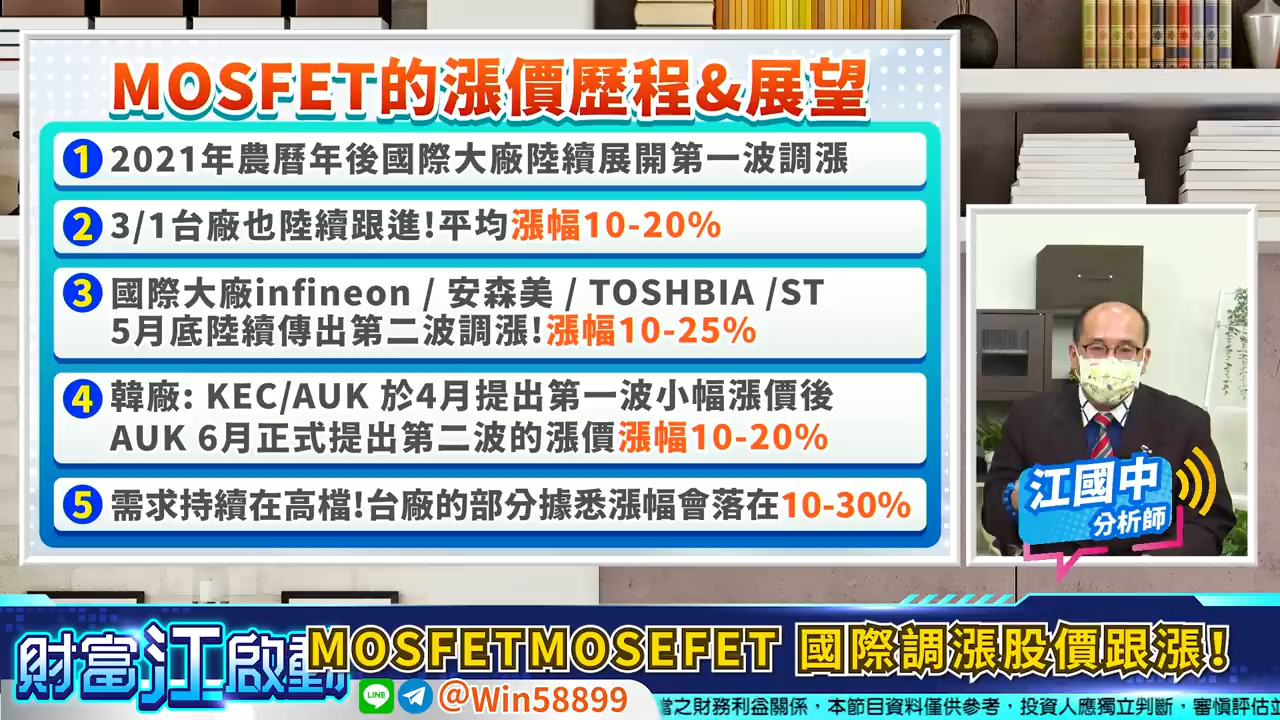 MOSFET的漲價歷程&展望
1 2021年農曆年後國際大廠陸續展開第一波調漲
2 3/1台廠也陸續跟進!平均漲幅10-20%
3 國際大廠infineon / 安森美 / TOSHBIA /ST
5月底陸續傳出第二波調漲!漲幅10-25%
4 韓廠: KEC/AUK 於4月提出第一波小幅漲價後
AUK 6月正式提出第二波的漲價漲幅10-20%
5 需求持續在高檔!台廠的部分據悉漲幅會落在10-30%
江國中
分析師
財富江啟動
MOSFETMOSEFET 國際調漲股價跟漲!
LINE @Win58899
當之財務利益關係，本節目資料僅供參考，投資人應獨立判斷，審慎評估並